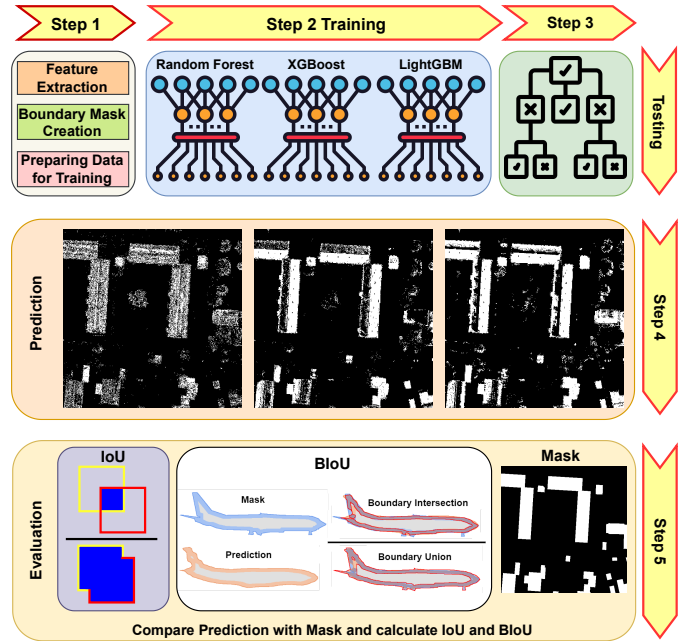 Step 1
Step 2 Training
Step 3
Feature
Extraction
Boundary Mask
Creation
Preparing Data
for Training
Random Forest
XGBoost
LightGBM
Testing
Prediction
Step 4
Evaluation
IoU
BIoU
Mask
Prediction
Boundary Intersection
Boundary Union
Mask
Step 5
Compare Prediction with Mask and calculate IoU and BIoU